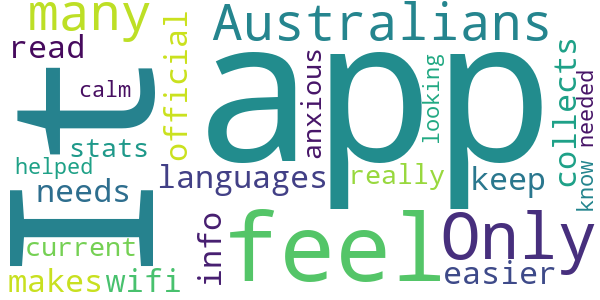 many
Australians
read
It
app
calm
official
anxious
looking
collects
needed
know
stats
helped
needs
languages
really
keep
current
info
feel
Only
makes
wifi
easier